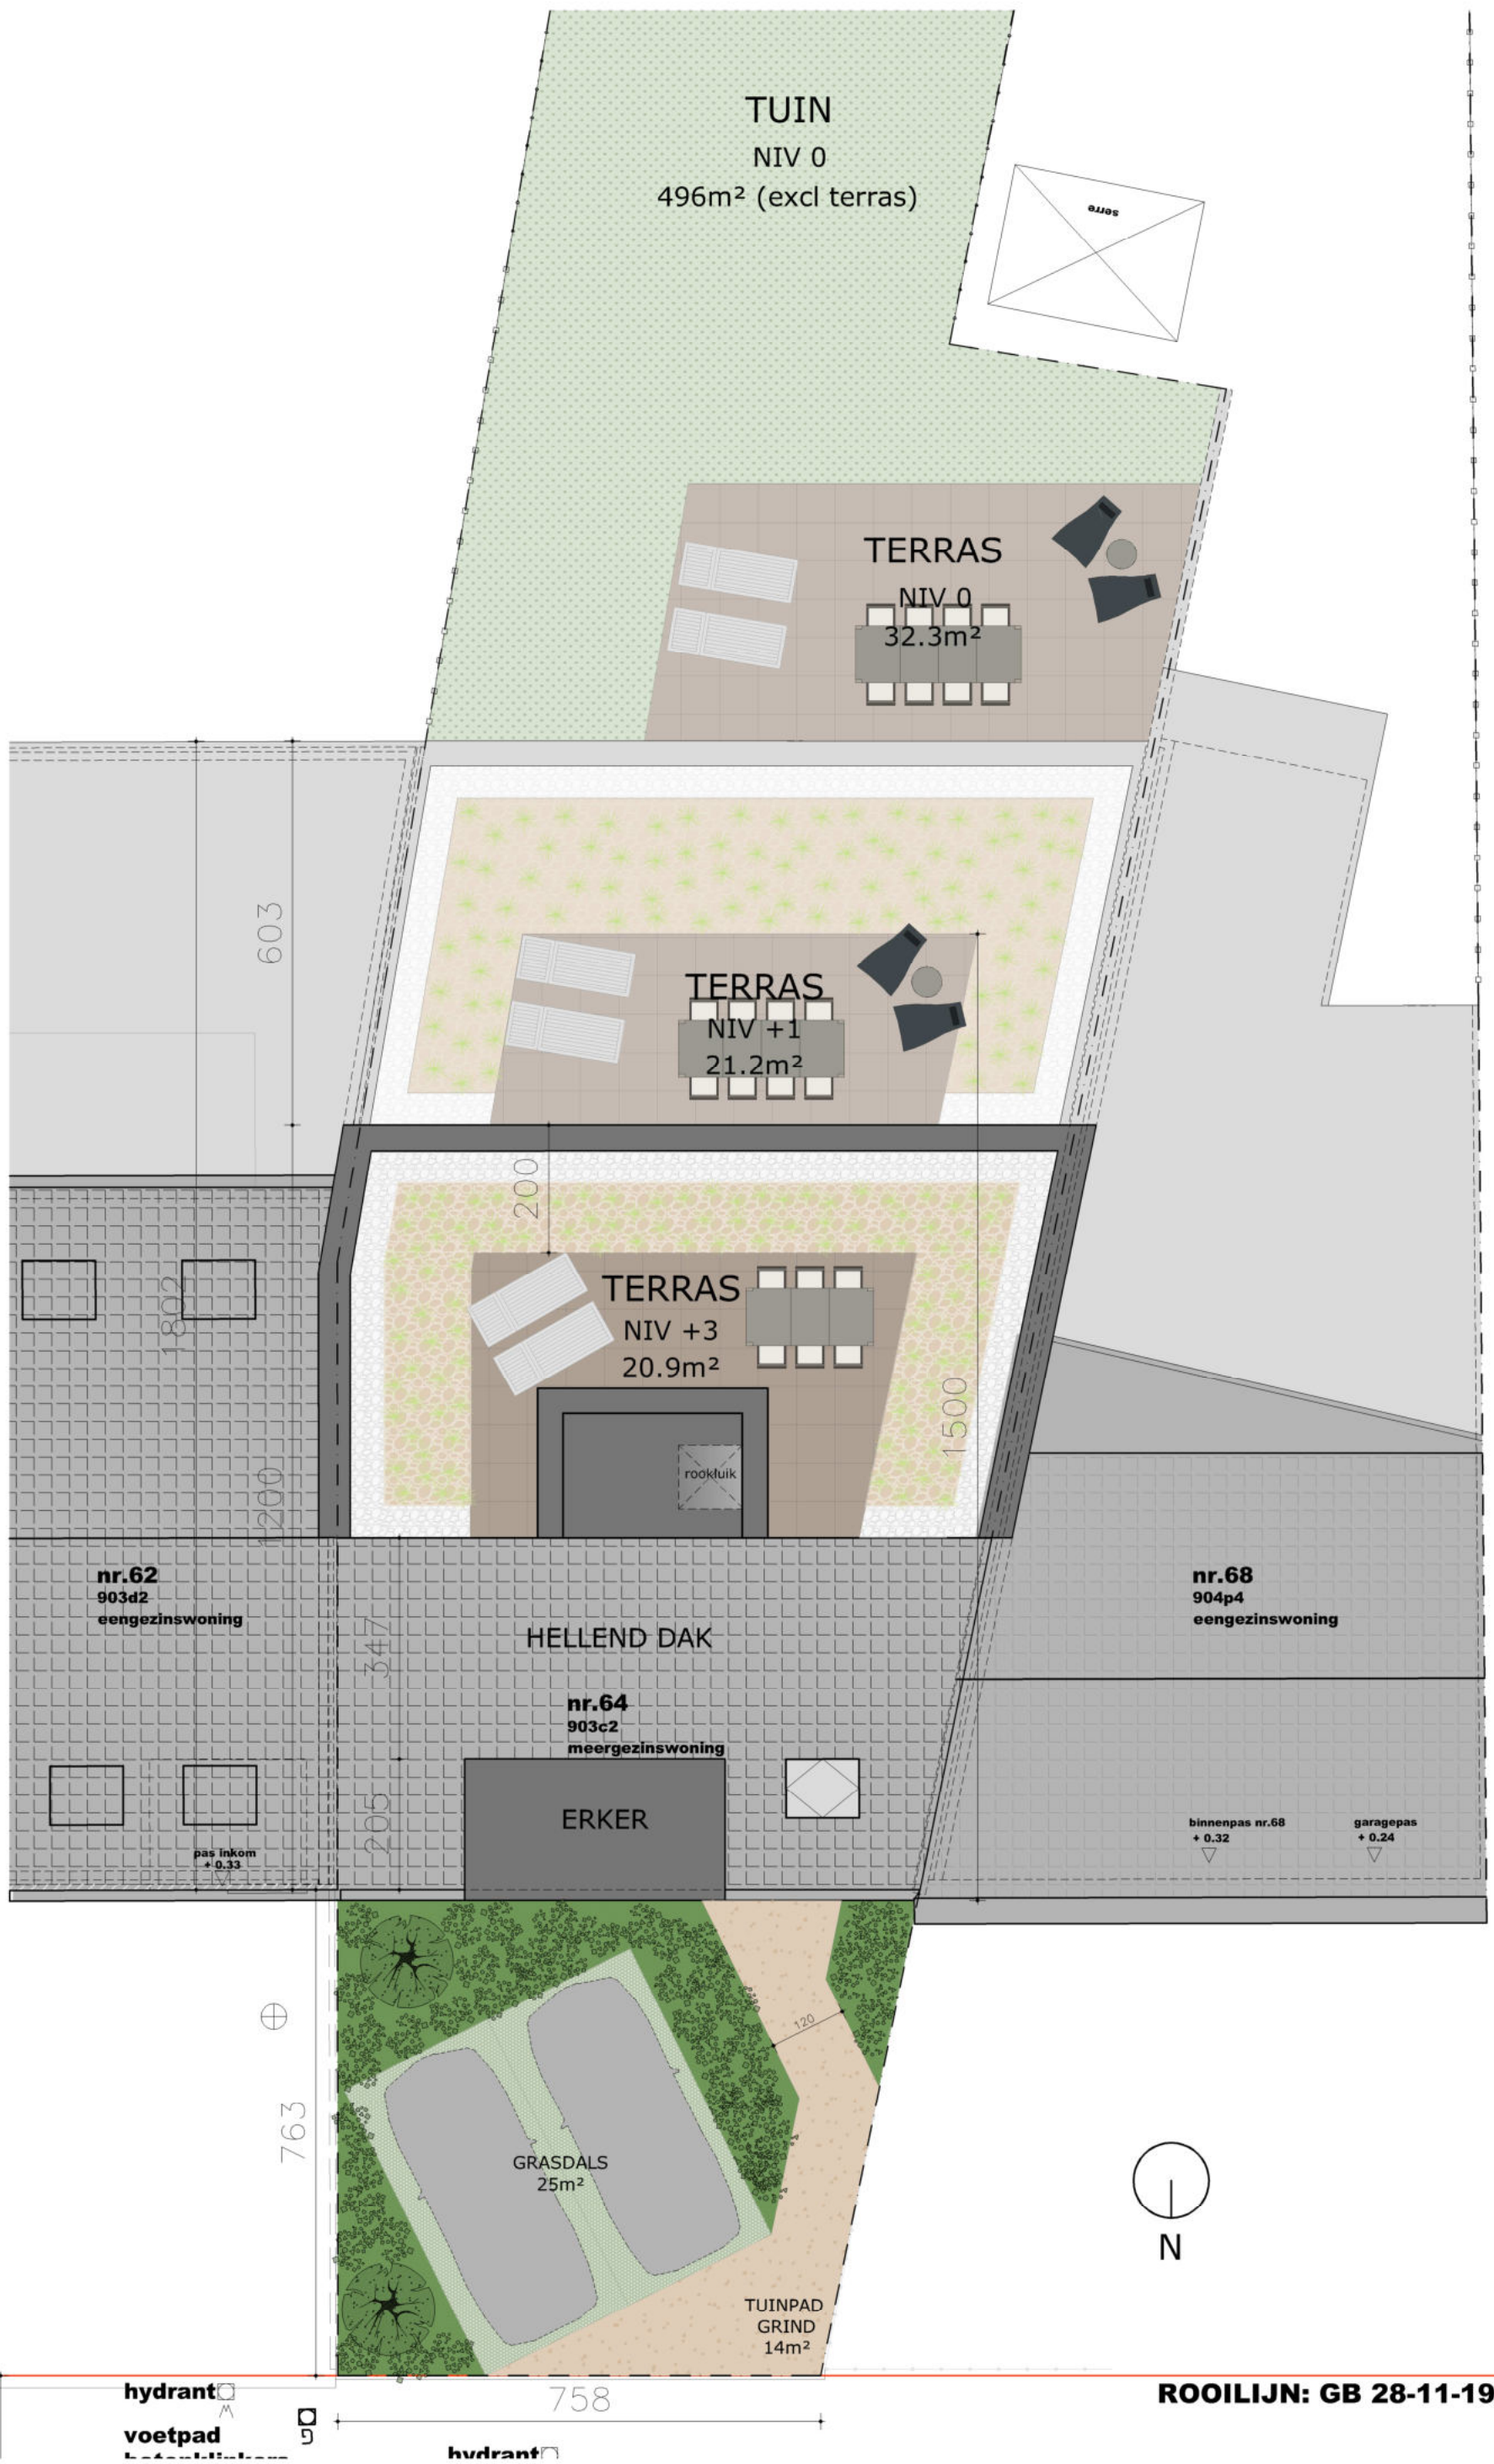 TUIN
NIV 0
496m² (excl terras)
serre
TERRAS
NIV 0
32.3m²
603
TERRAS
NIV +1
21.2m²
200
TERRAS
NIV +3
20.9m²
1802
1500
rookluik
1200
nr.62
903d2
eengezinswoning
nr.68
904p4
eengezinswoning
347
HELLEND DAK
nr.64
903c2
meergezinswoning
205
ERKER
pas inkom
+ 0.33
binnenpas nr.68
+ 0.32
garagepas
+ 0.24
120
763
GRASDALS
25m²
N
TUINPAD
GRIND
14m²
ROOILIJN: GB 28-11-19
hydrant
M
758
voetpad
G
betonklinkers
hydrant